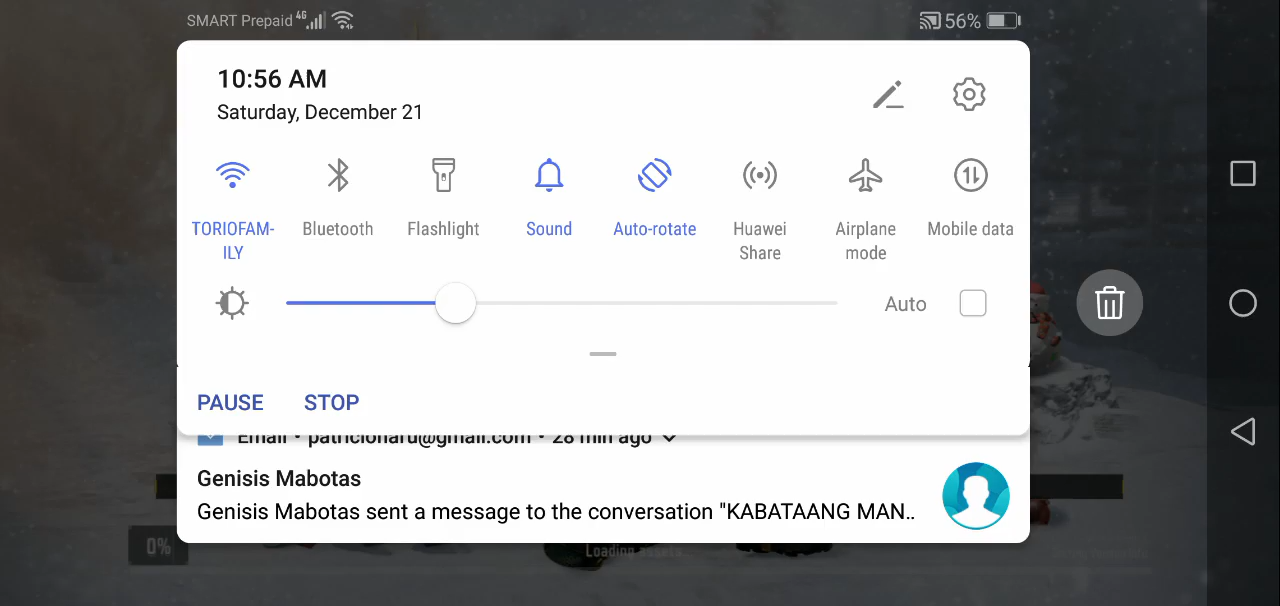 SMART Prepaid 4G 56%
10:56 AM
Saturday, December 21
TORIOFAM-
ILY
Bluetooth
Flashlight
Sound
Auto-rotate
Huawei
Share
Airplane
mode
Mobile data
Auto
PAUSE STOP
Email • patricionaru@gmail.com • 28 min ago
Genisis Mabotas
Genisis Mabotas sent a message to the conversation "KABATAANG MAN..
0%
Loading assets..